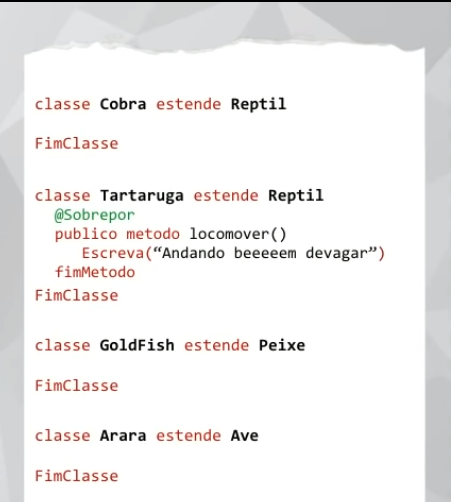 classe Cobra estende Reptil
FimClasse
classe Tartaruga estende Reptil
@Sobrepor
publico metodo locomover()
Escreva(“Andando beeeeem devagar”)
fimMetodo
FimClasse
classe GoldFish estende Peixe
FimClasse
classe Arara estende Ave
FimClasse